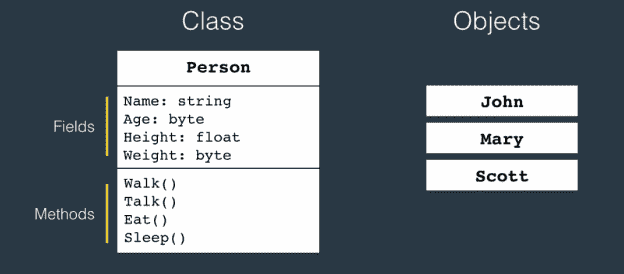 Class
Person
Fields
Name: string
Age: byte
Height: float
Weight: byte
Methods
Walk()
Talk()
Eat()
Sleep()
Objects
John
Mary
Scott